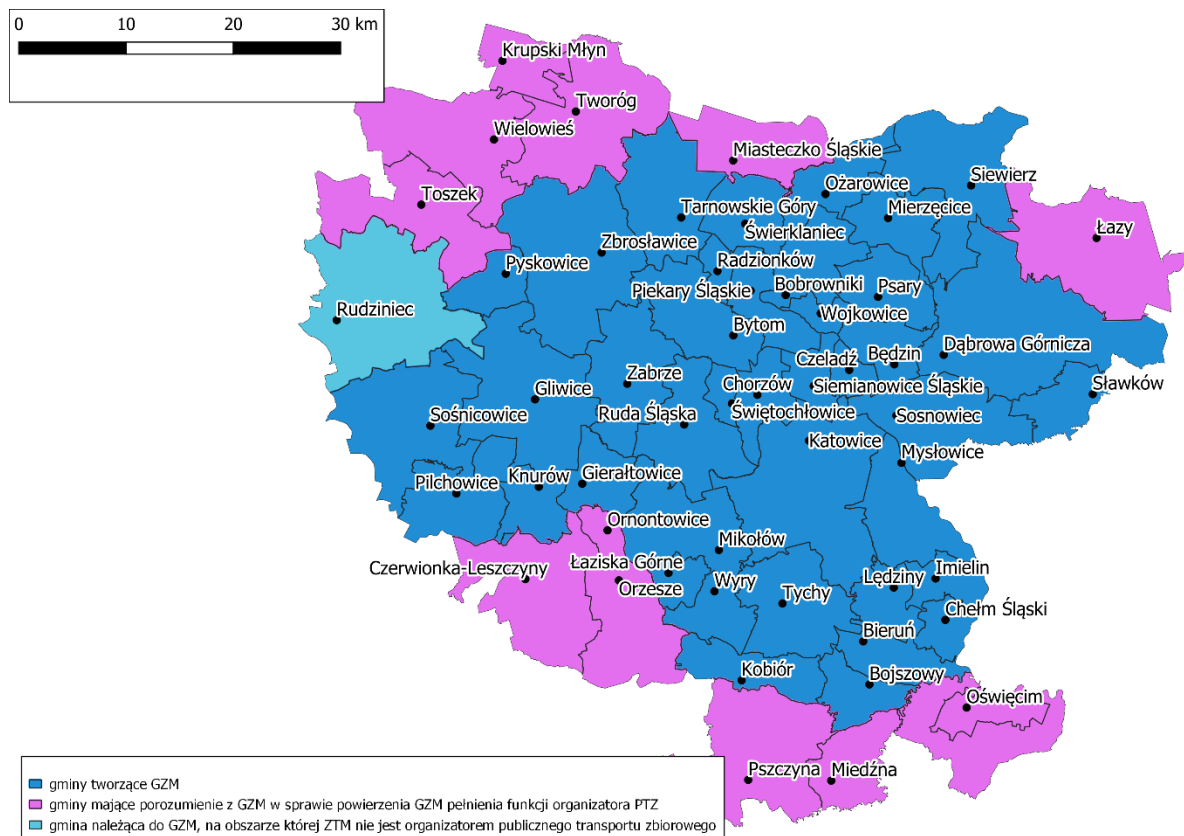 0 10 20 30 km
Krupski Młyn
Tworóg
Wielowieś
Miasteczko Śląskie
Siewierz
Ożarowice
Toszek
Tarnowskie Góry
Mierzęcice
Świerklaniec
Łazy
Zbrosławice
Radzionków
Pyskowice
Piekary Śląskie
Bobrowniki
Psary
Rudziniec
Wojkowice
Bytom
Dąbrowa Górnicza
Czeladź
Będzin
Zabrze
Chorzów
Siemianowice Śląskie
Sławków
Gliwice
Sośnicowice
Ruda Śląska
Świętochłowice
Sosnowiec
Katowice
Mysłowice
Pilchowice
Knurów
Gierałtowice
Ornontowice
Mikołów
Czerwionka-Leszczyny
Łaziska Górne
Orzesze
Wyry
Tychy
Lędziny
Imielin
Chełm Śląski
Bieruń
Kobiór
Bojszowy
Oświęcim
Pszczyna
Miedźna
gminy tworzące GZM
gminy mające porozumienie z GZM w sprawie powierzenia GZM pełnienia funkcji organizatora PTZ
gmina należąca do GZM, na obszarze której ZTM nie jest organizatorem publicznego transportu zbiorowego